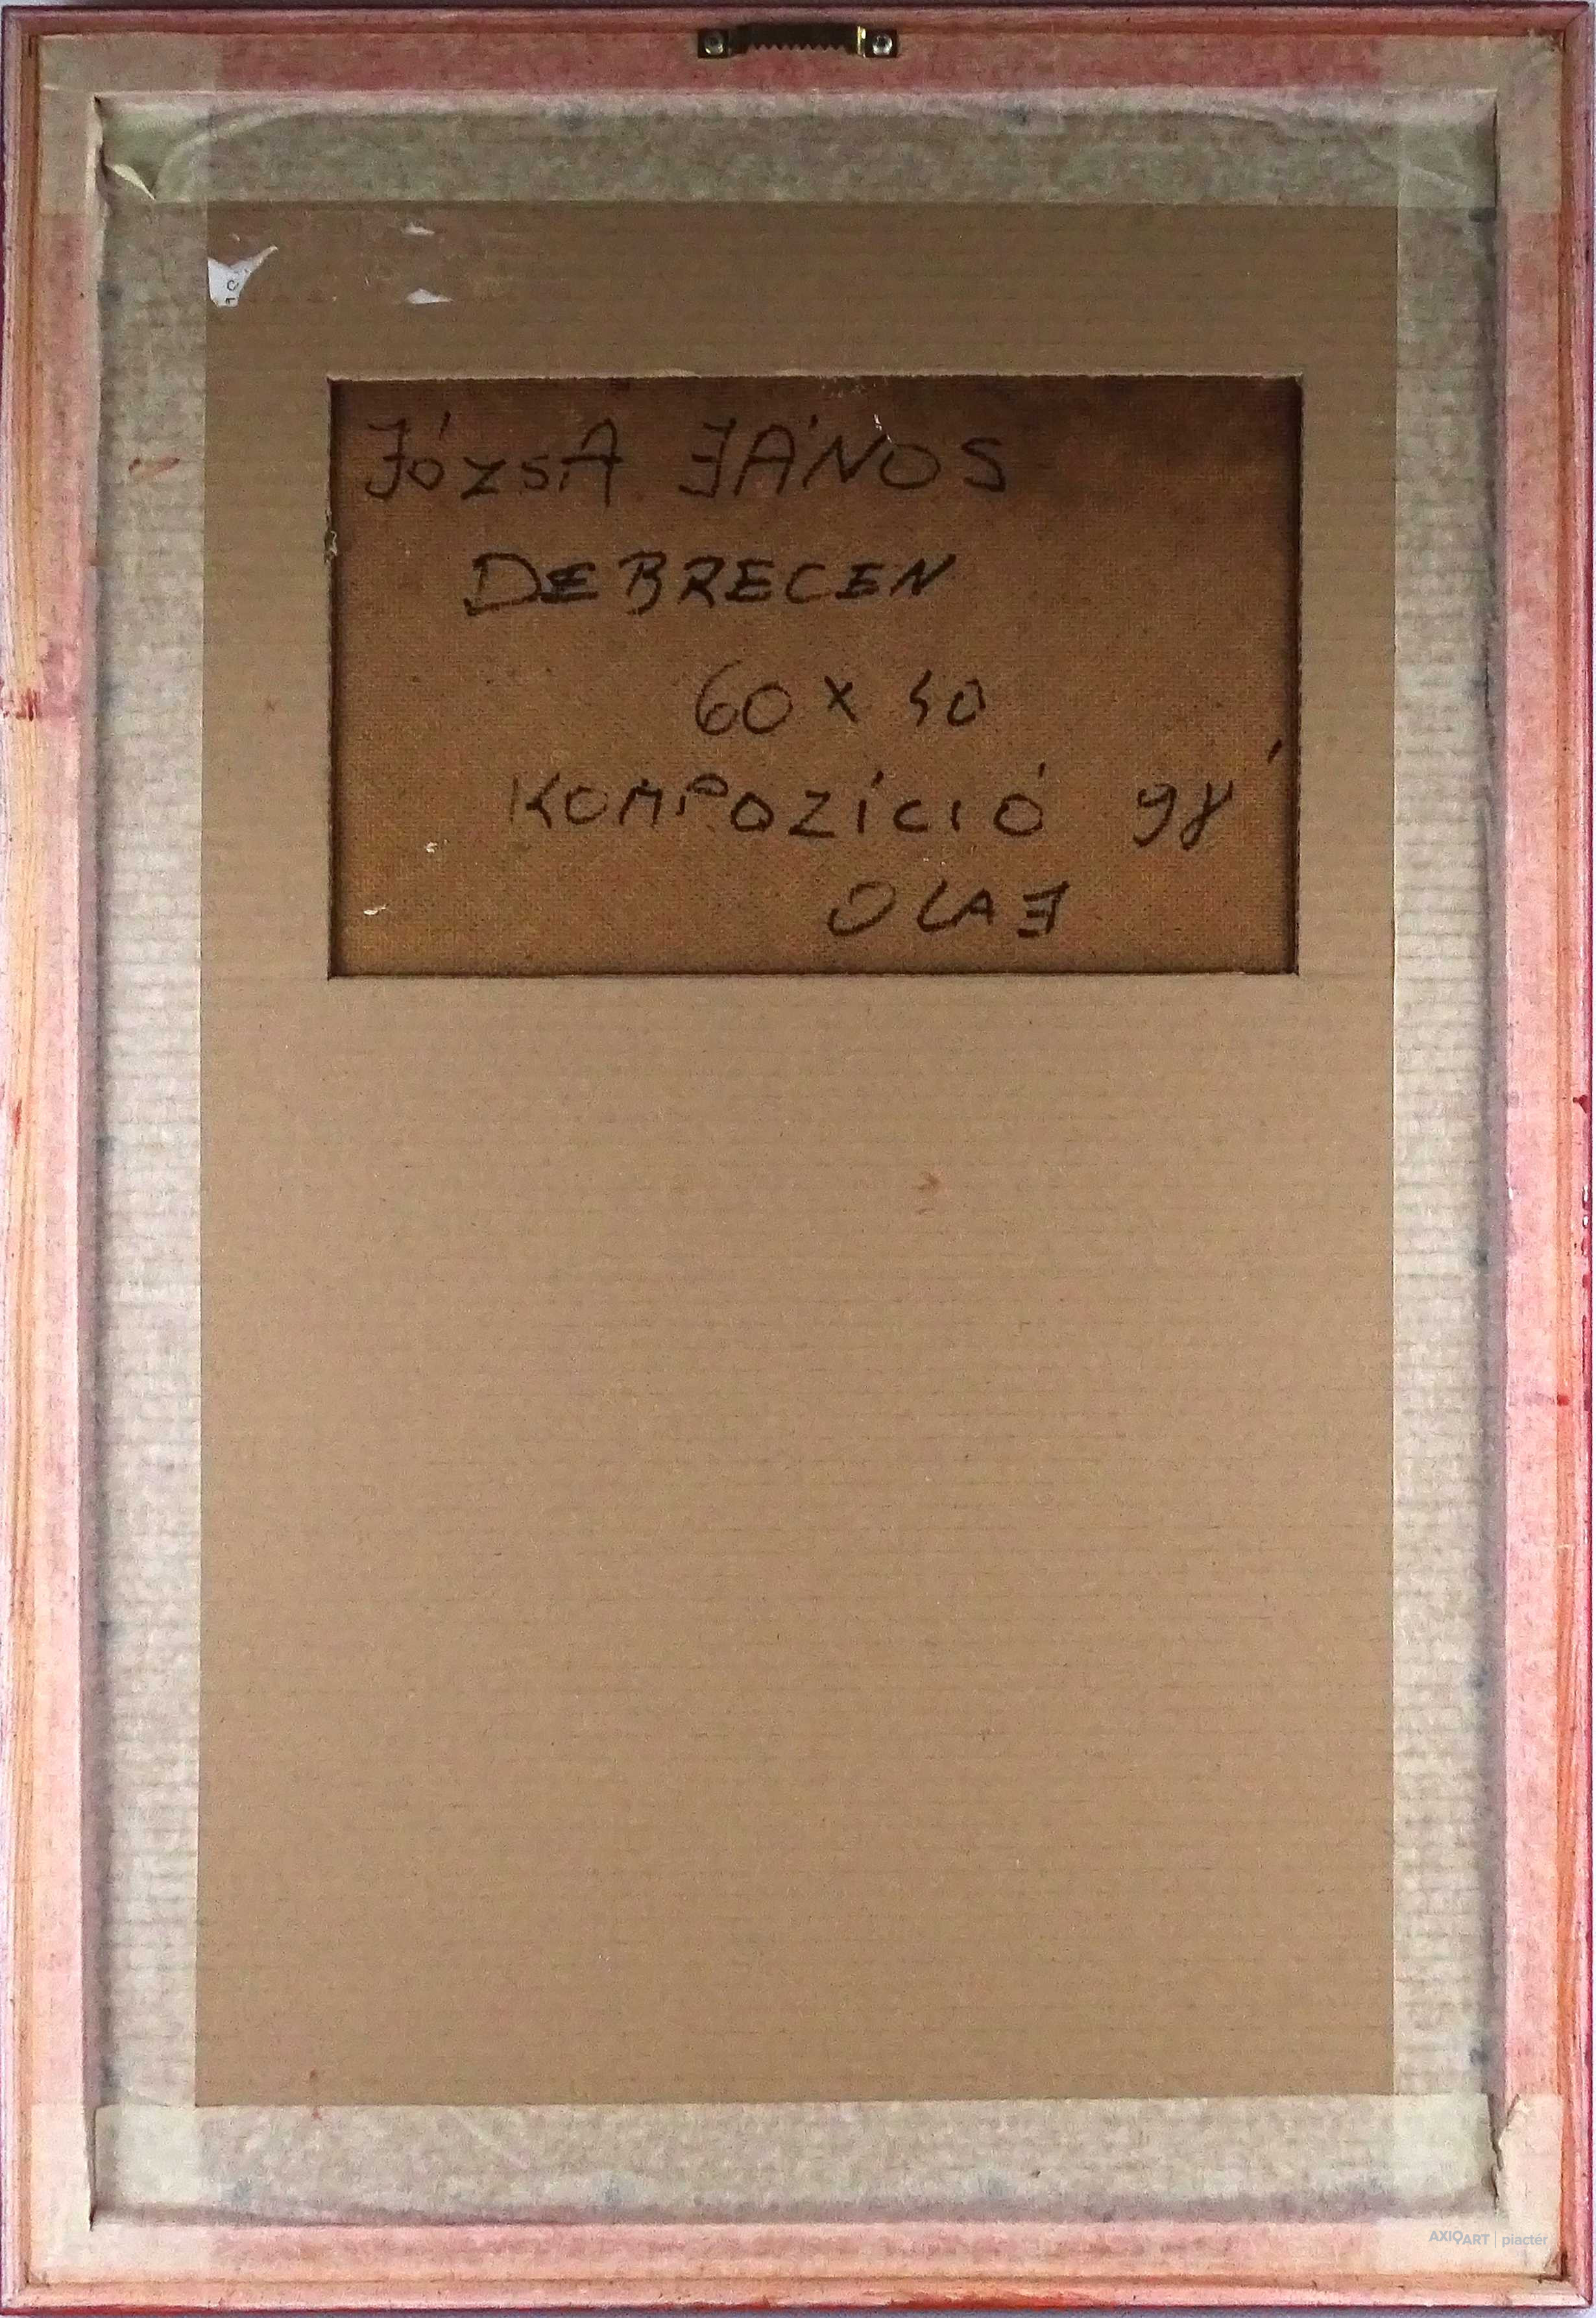 JÓZSA JÁNOS
DEBRECEN
60 x 40
KOMPOZÍCIÓ 98'
OLAJ
AXIOART | piactér